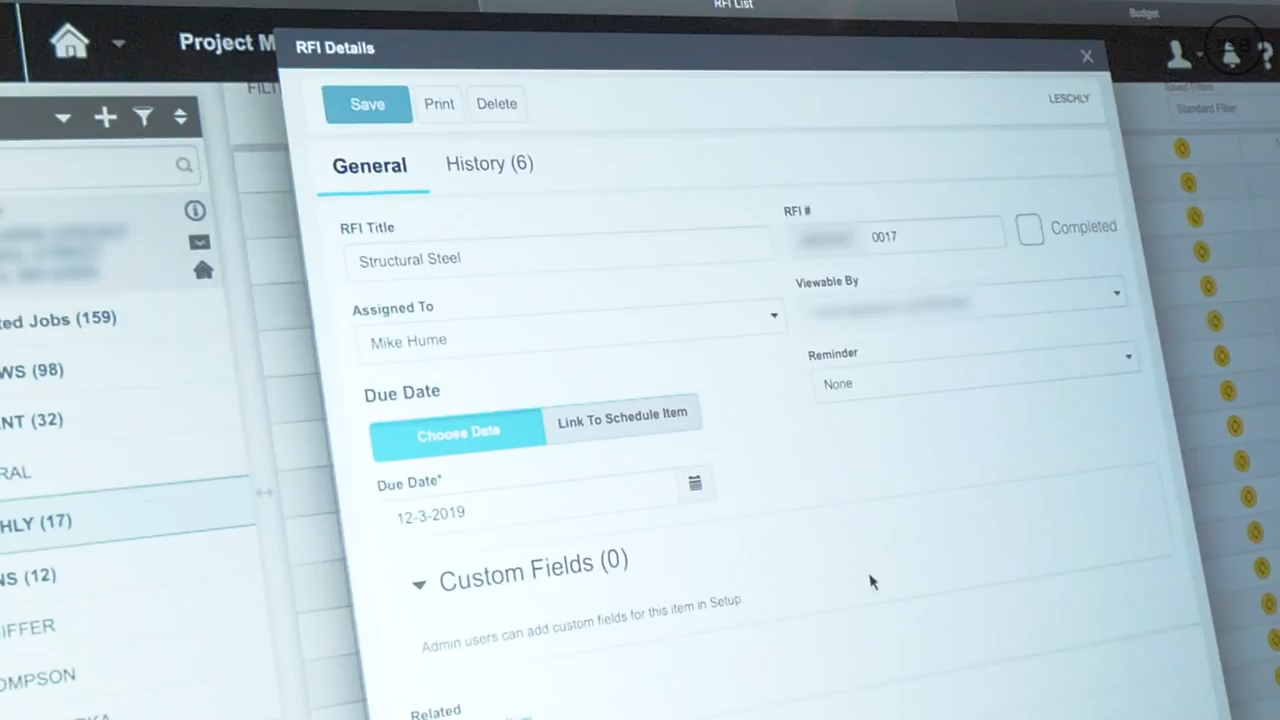 RFI List
Budget
Project M
RFI Details
FILT
Saved Filters
Standard Filter
Save Print Delete
LESCHLY
General History (6)
RFI Title
Structural Steel
RFI #
0017
Completed
Assigned To
Mike Hume
Viewable By
Reminder
None
Due Date
Choose Date Link To Schedule Item
Due Date*
12-3-2019
Custom Fields (0)
Admin users can add custom fields for this item in Setup
Related
ted Jobs (159)
WS (98)
NT (32)
RAL
HLY (17)
NS (12)
IFFER
OMPSON